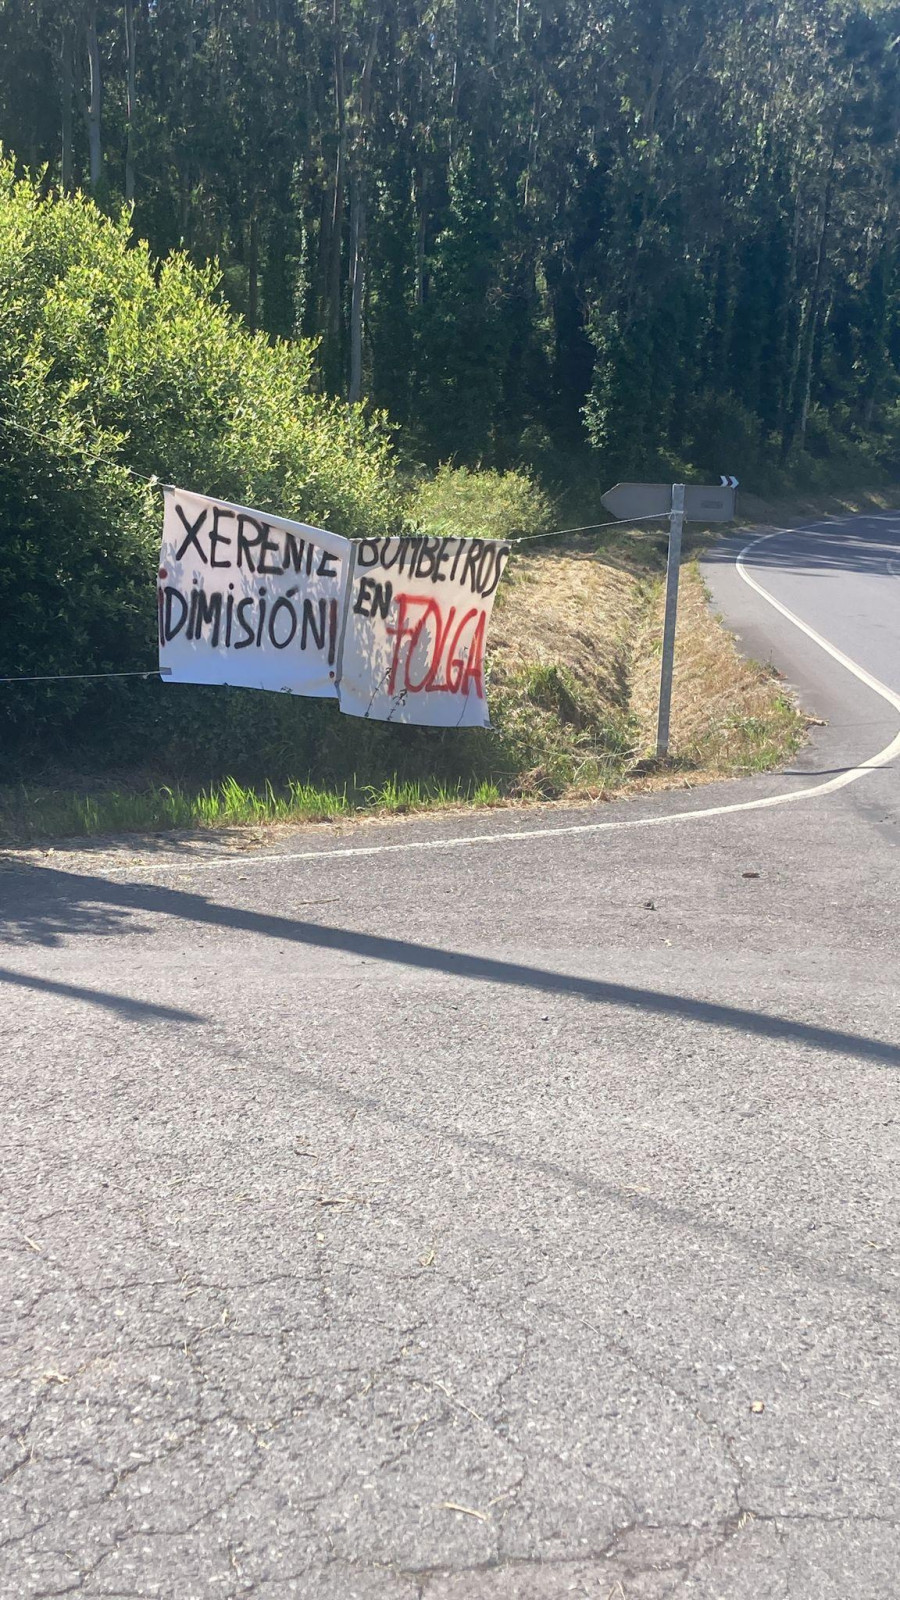 XERENTE
¡DIMISIÓN!
BOMBEIROS
EN FOLGA